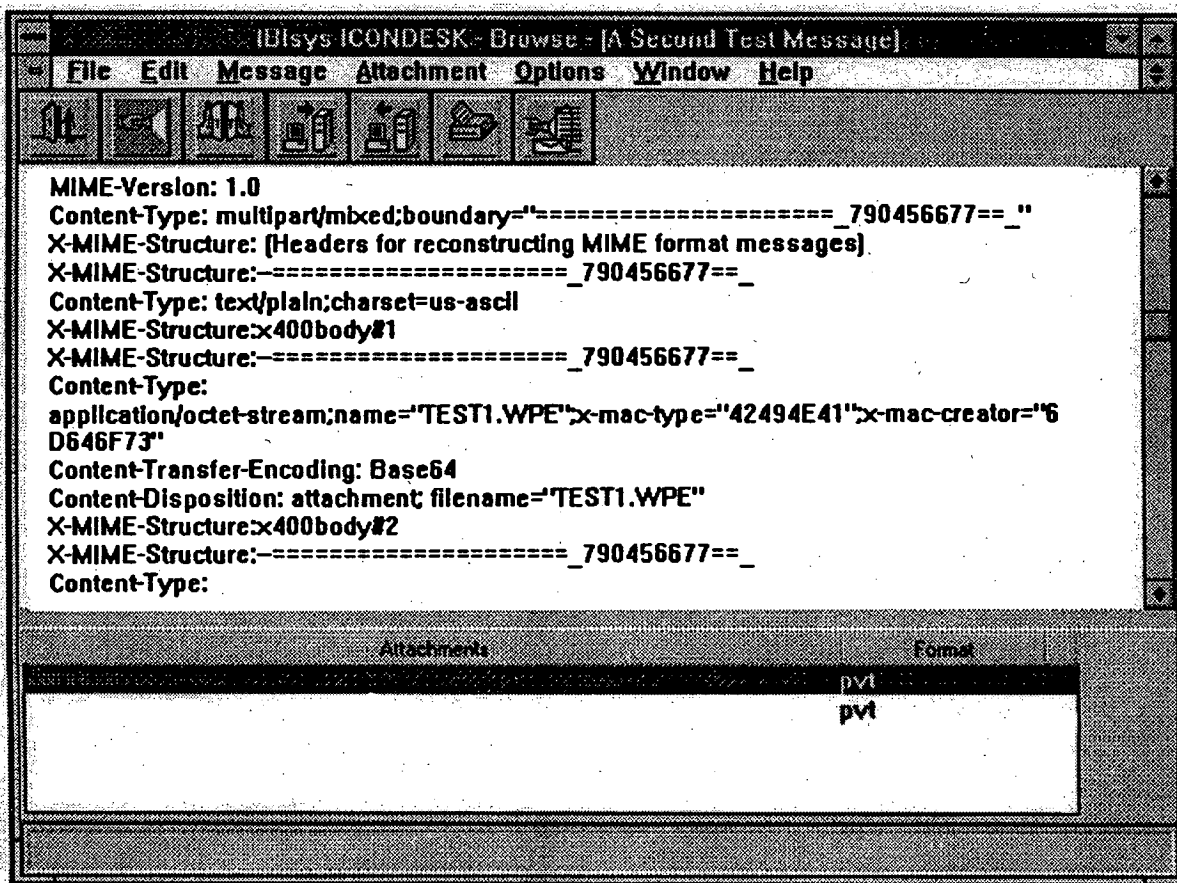 IBIsys ICONDESK - Browse - [A Second Test Message]
File Edit Message Attachment Options Window Help
MIME-Version: 1.0
Content-Type: multipart/mixed;boundary="=====================_790456677==_"
X-MIME-Structure: (Headers for reconstructing MIME format messages)
X-MIME-Structure:--=====================_790456677==_
Content-Type: text/plain;charset=us-ascii
X-MIME-Structure:x400body#1
X-MIME-Structure:--=====================_790456677==_
Content-Type:
application/octet-stream;name="TEST1.WPE";x-mac-type="42494E41";x-mac-creator="6
D646F73"
Content-Transfer-Encoding: Base64
Content-Disposition: attachment; filename="TEST1.WPE"
X-MIME-Structure:x400body#2
X-MIME-Structure:--=====================_790456677==_
Content-Type:
Attachments Format
pvt
pvt